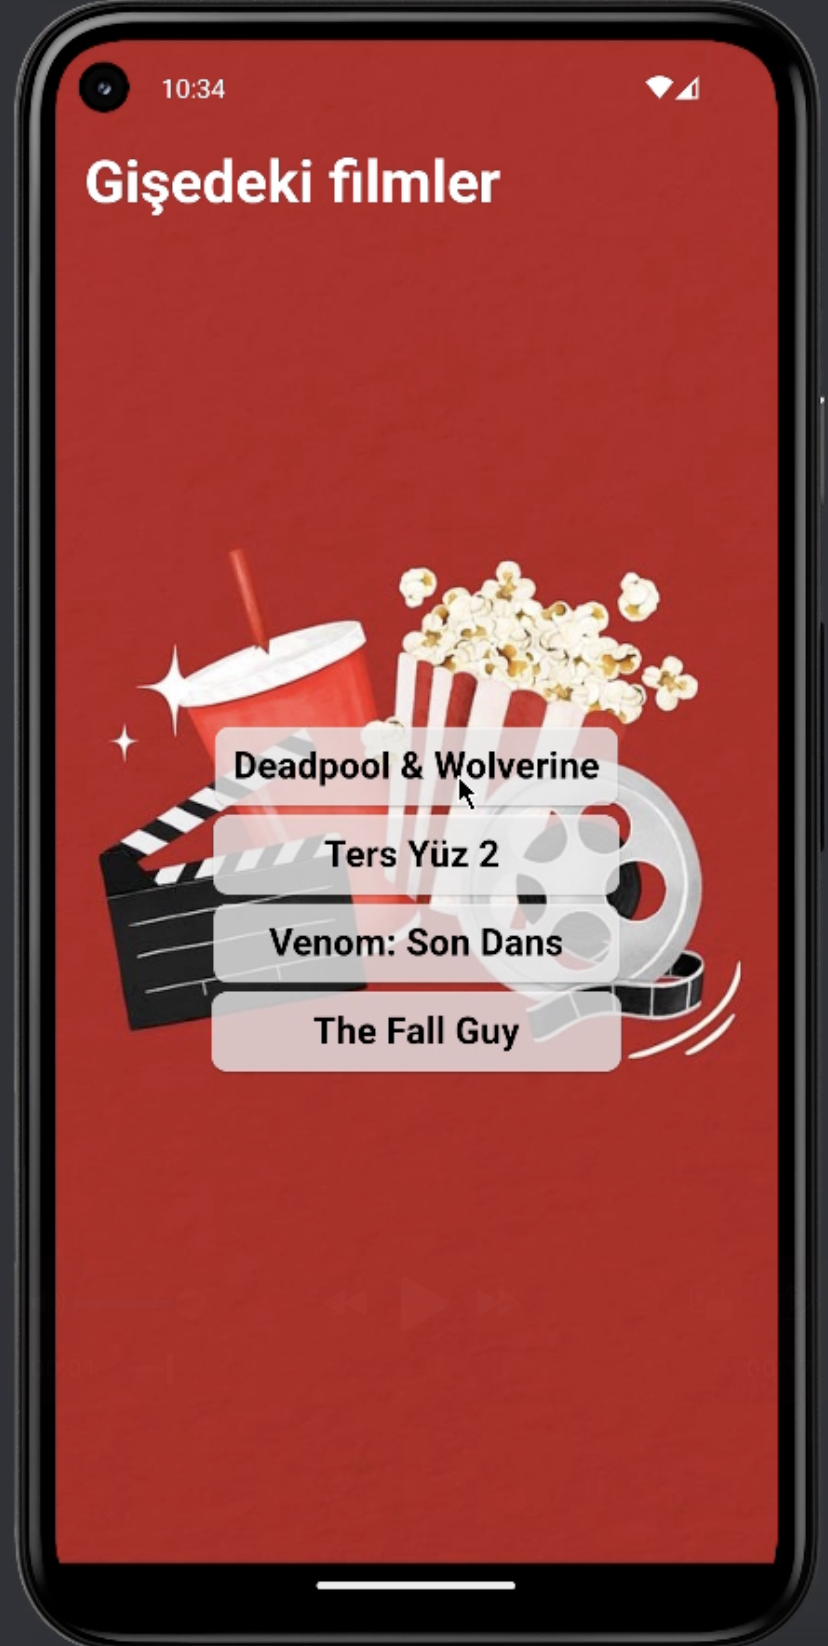 10:34
Gişedeki filmler
Deadpool & Wolverine
Ters Yüz 2
Venom: Son Dans
The Fall Guy